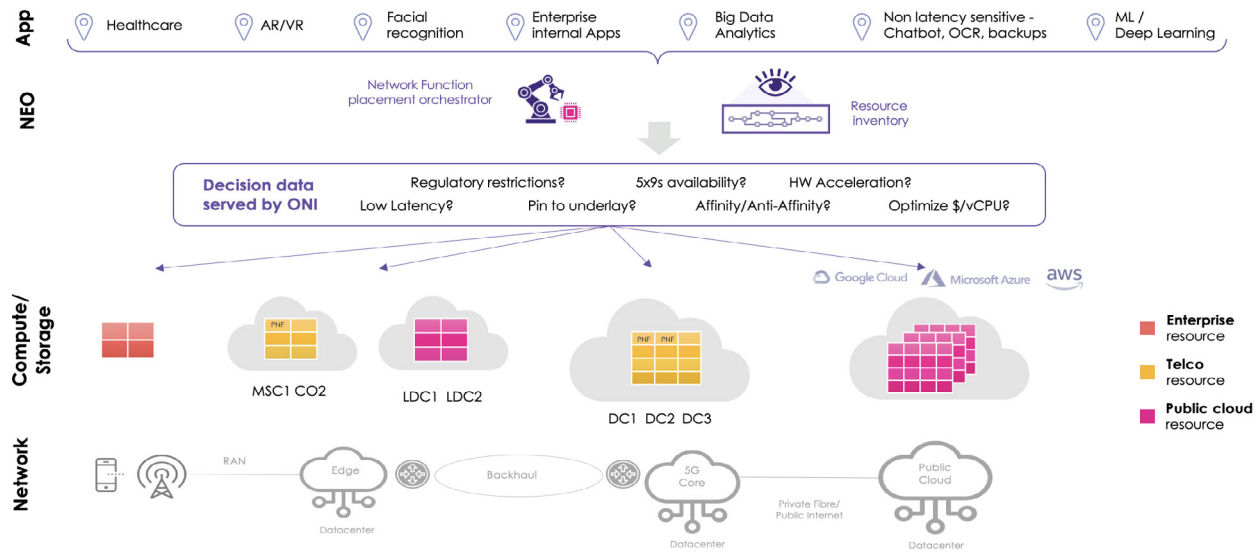 App
Healthcare
AR/VR
Facial
recognition
Enterprise
internal Apps
Big Data
Analytics
Non latency sensitive -
Chatbot, OCR, backups
ML /
Deep Learning
NEO
Network Function
placement orchestrator
Resource
inventory
Decision data
served by ONI
Regulatory restrictions?
5x9s availability?
HW Acceleration?
Low Latency?
Pin to underlay?
Affinity/Anti-Affinity?
Optimize $/vCPU?
Google Cloud
Microsoft Azure
aws
Compute/
Storage
PNF
PNF
PNF
MSC1 CO2
LDC1 LDC2
DC1 DC2 DC3
Enterprise
resource
Telco
resource
Public cloud
resource
Network
RAN
Edge
Datacenter
Backhaul
5G
Core
Datacenter
Private Fibre/
Public Internet
Public
Cloud
Datacenter